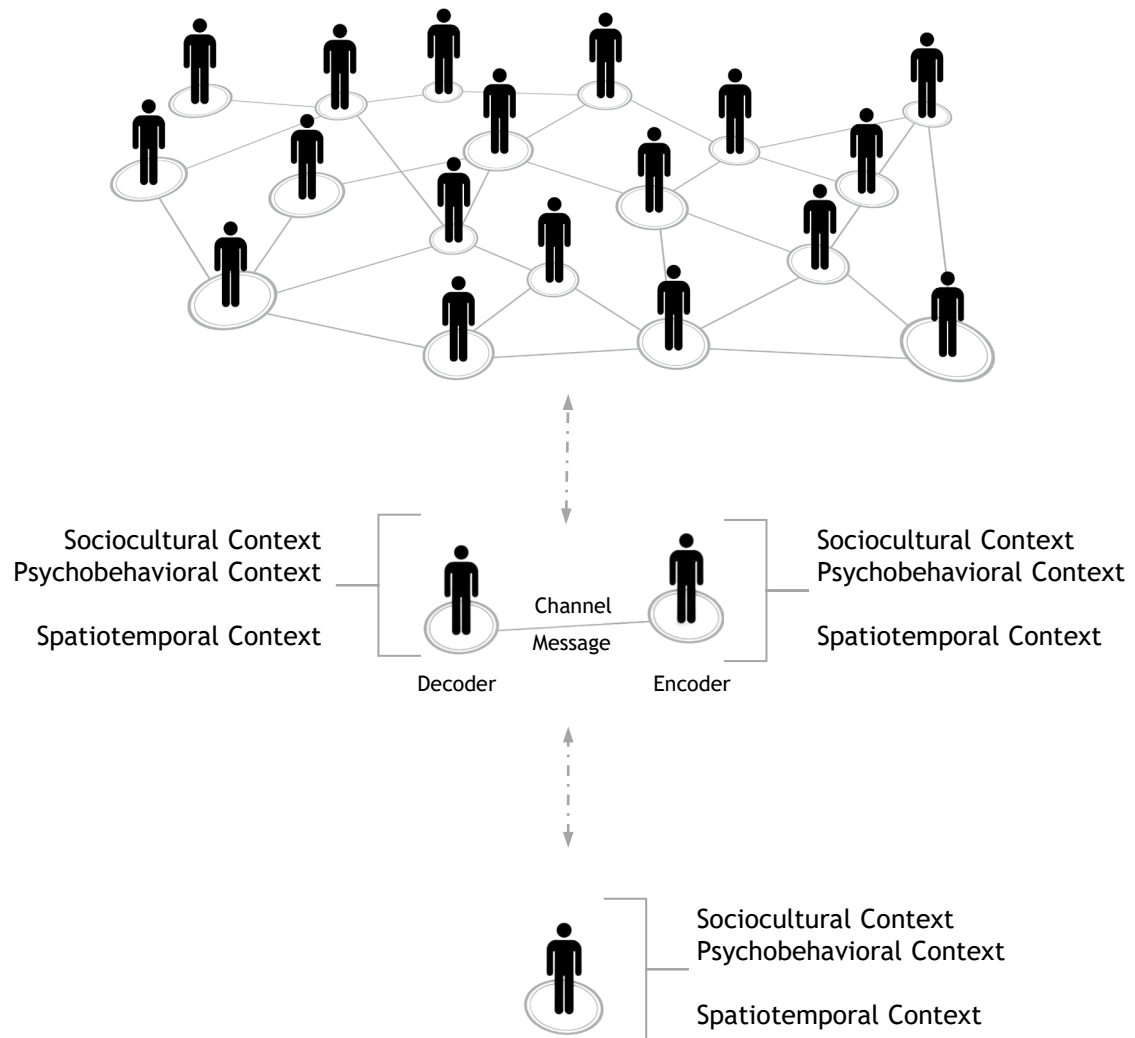 Sociocultural Context
Psychobehavioral Context
Spatiotemporal Context
Channel
Message
Decoder
Encoder
Sociocultural Context
Psychobehavioral Context
Spatiotemporal Context
Sociocultural Context
Psychobehavioral Context
Spatiotemporal Context